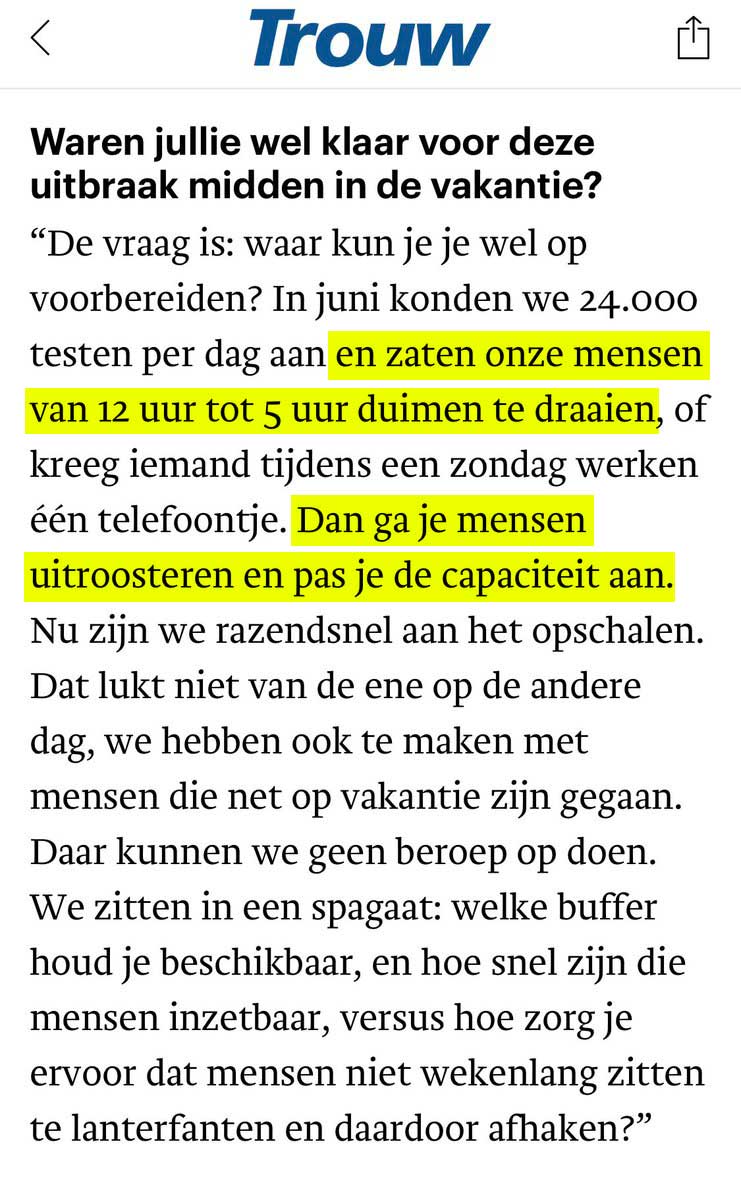 Trouw
Waren jullie wel klaar voor deze
uitbraak midden in de vakantie?
“De vraag is: waar kun je je wel op
voorbereiden? In juni konden we 24.000
testen per dag aan en zaten onze mensen
van 12 uur tot 5 uur duimen te draaien, of
kreeg iemand tijdens een zondag werken
één telefoontje. Dan ga je mensen
uitroosteren en pas je de capaciteit aan.
Nu zijn we razendsnel aan het opschalen.
Dat lukt niet van de ene op de andere
dag, we hebben ook te maken met
mensen die net op vakantie zijn gegaan.
Daar kunnen we geen beroep op doen.
We zitten in een spagaat: welke buffer
houd je beschikbaar, en hoe snel zijn die
mensen inzetbaar, versus hoe zorg je
ervoor dat mensen niet wekenlang zitten
te lanterfanten en daardoor afhaken?”